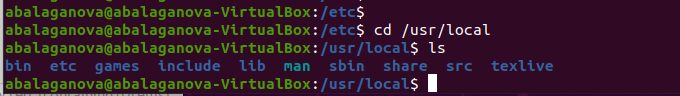 abalaganova@abalaganova-VirtualBox:/etc$
abalaganova@abalaganova-VirtualBox:/etc$ cd /usr/local
abalaganova@abalaganova-VirtualBox:/usr/local$ ls
bin etc games include lib man sbin share src texlive
abalaganova@abalaganova-VirtualBox:/usr/local$